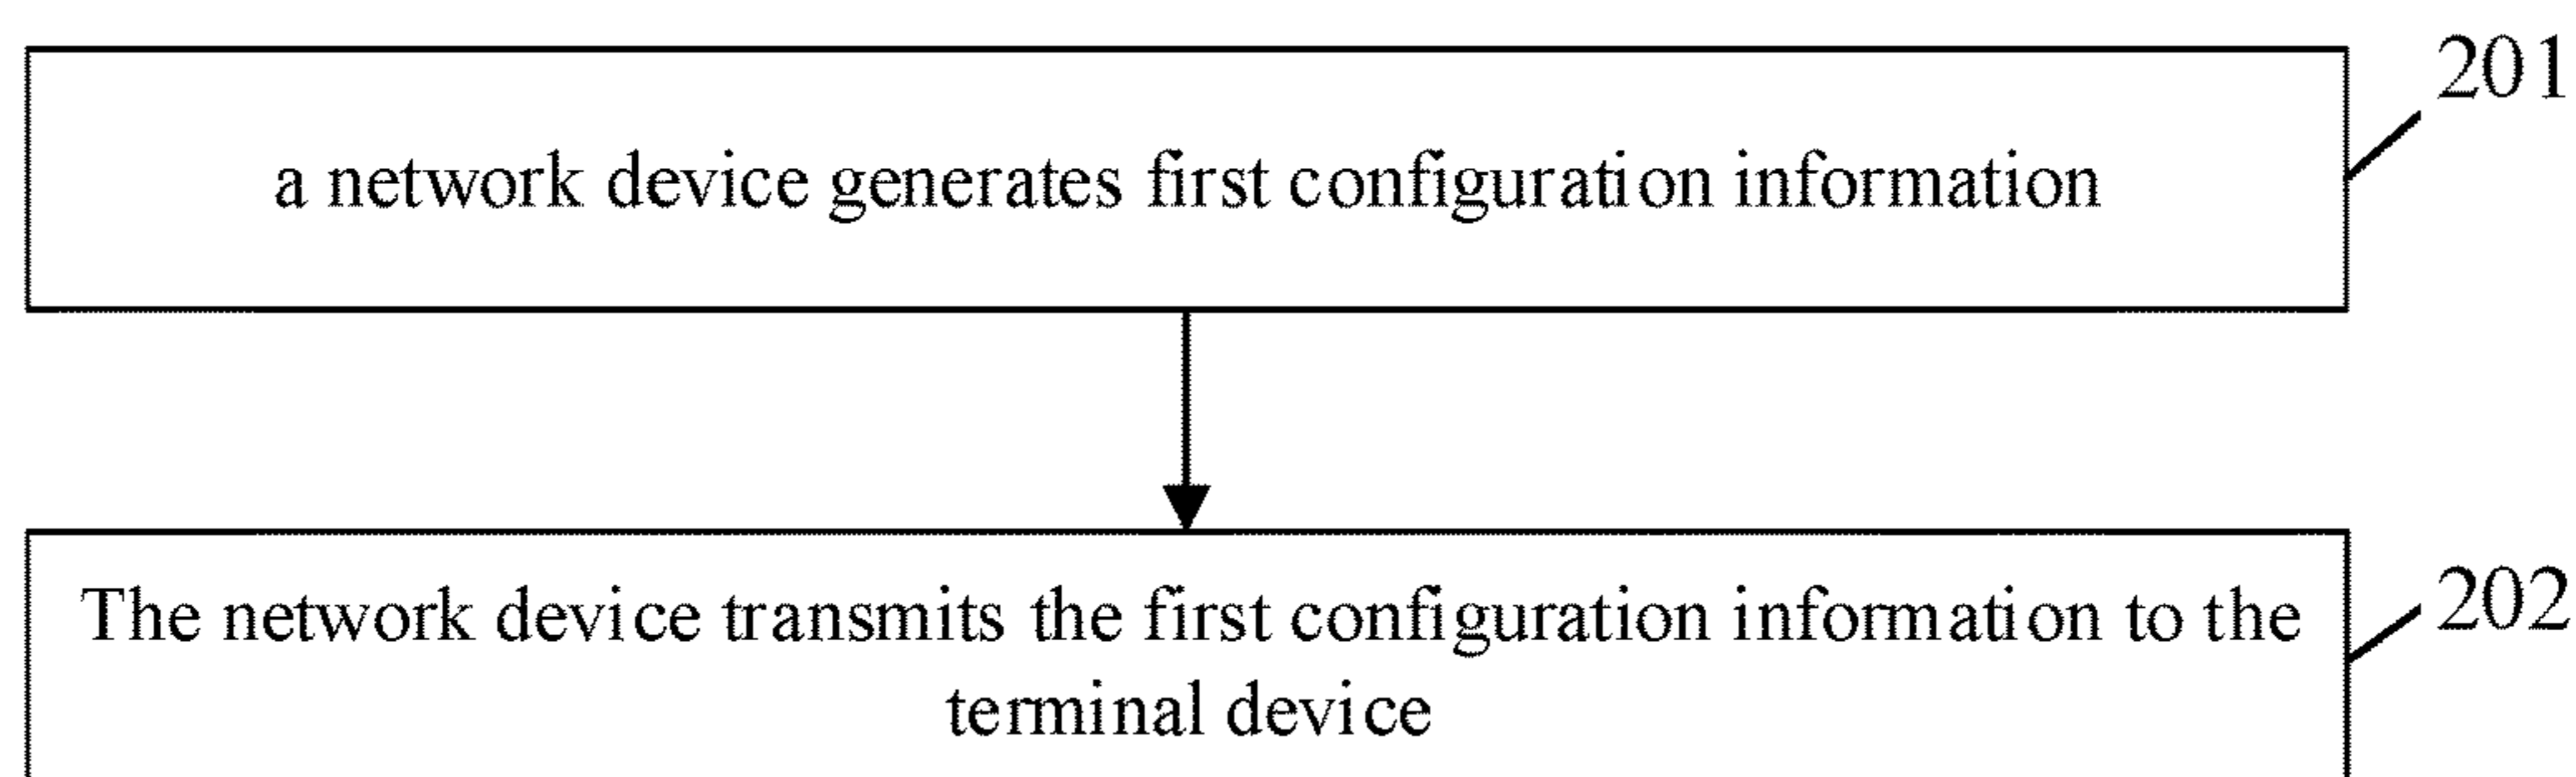 201
a network device generates first configuration information
The network device transmits the first configuration information to the
terminal device
202